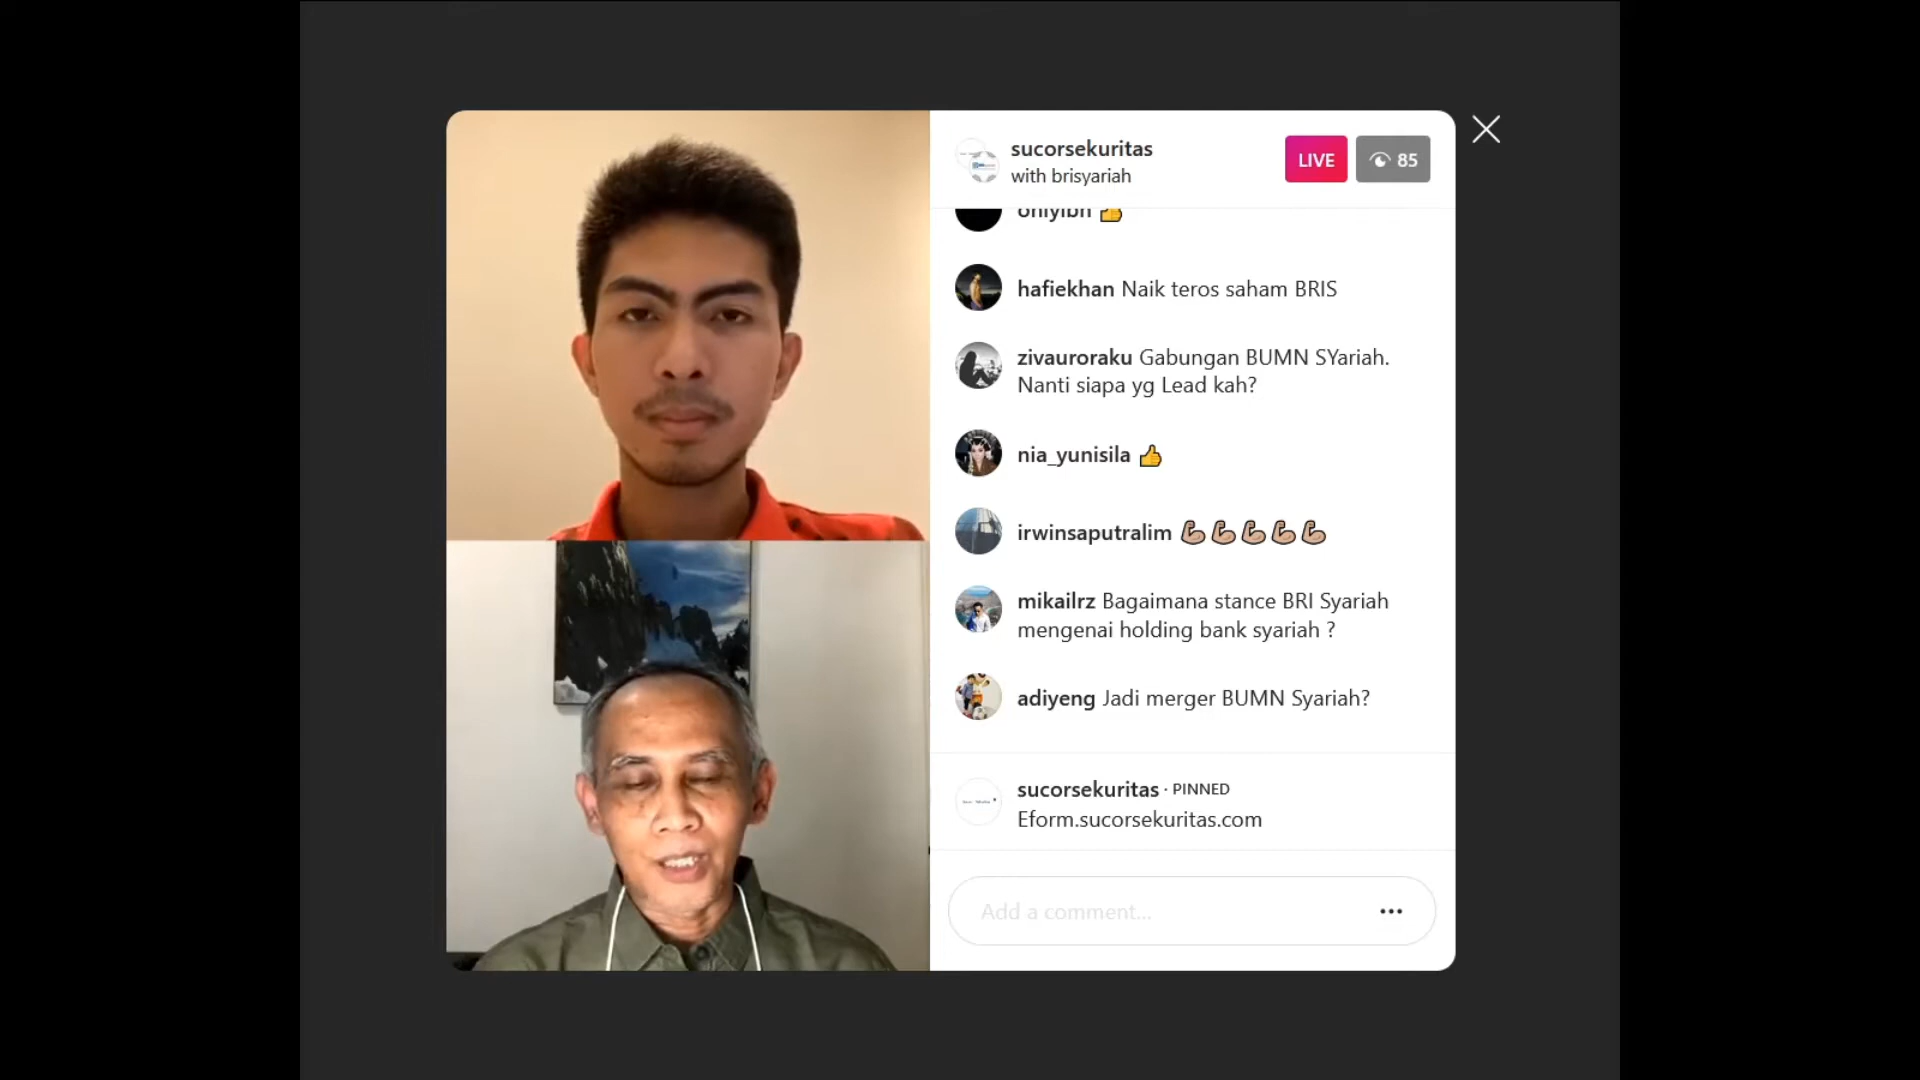 sucorsekuritas
with brisyariah
LIVE
85
onlyibn 👍
hafiekhan Naik teros saham BRIS
zivauroraku Gabungan BUMN SYariah.
Nanti siapa yg Lead kah?
nia_yunisila 👍
irwinsaputralim 💪🏼💪🏼💪🏼💪🏼💪🏼
mikailrz Bagaimana stance BRI Syariah
mengenai holding bank syariah ?
adiyeng Jadi merger BUMN Syariah?
sucorsekuritas · PINNED
Eform.sucorsekuritas.com
Add a comment...